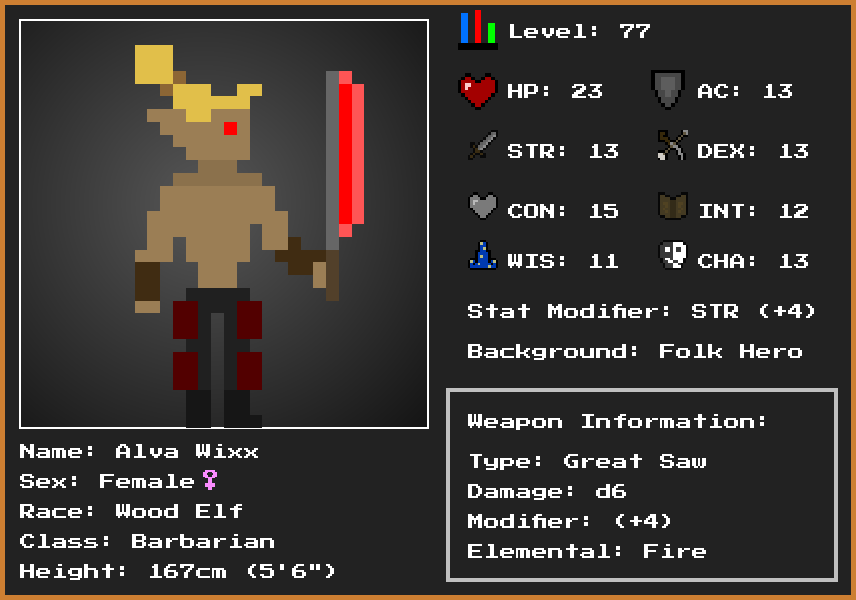 Level: 77
HP: 23 AC: 13
STR: 13 DEX: 13
CON: 15 INT: 12
WIS: 11 CHA: 13
Stat Modifier: STR (+4)
Background: Folk Hero
Weapon Information:
Type: Great Saw
Damage: d6
Modifier: (+4)
Elemental: Fire
Name: Alva Wixx
Sex: Female♀
Race: Wood Elf
Class: Barbarian
Height: 167cm (5'6")